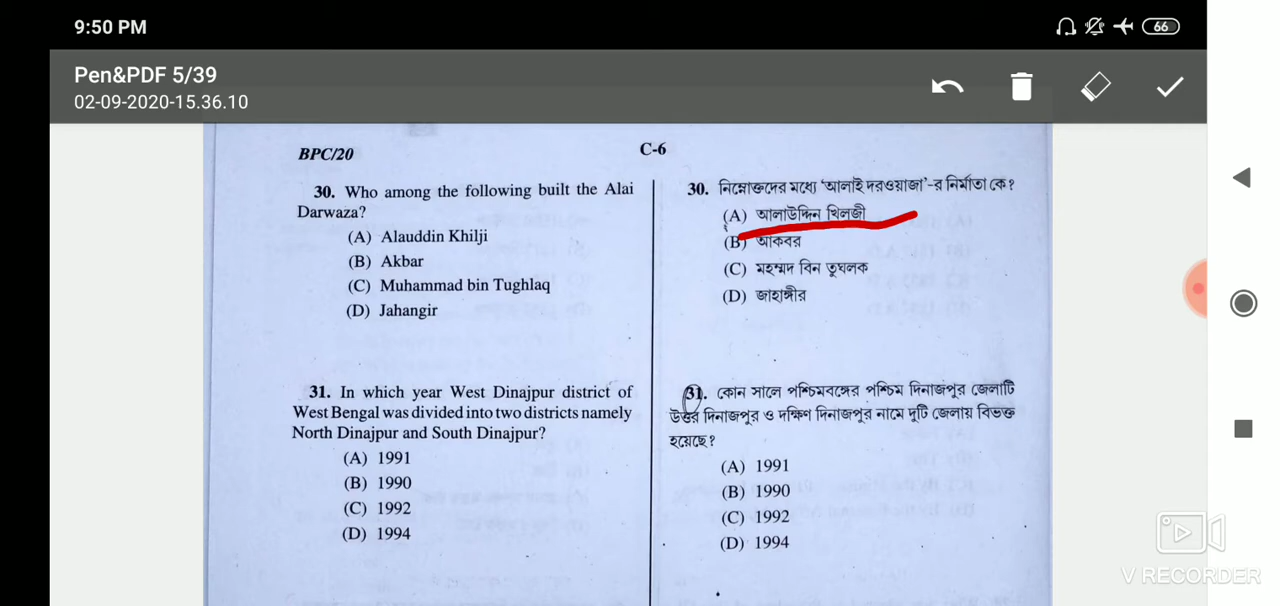 9:50 PM
66
Pen&PDF 5/39
02-09-2020-15.36.10
BPC/20
C-6
30. Who among the following built the Alai
Darwaza?
(A) Alauddin Khilji
(B) Akbar
(C) Muhammad bin Tughlaq
(D) Jahangir
31. In which year West Dinajpur district of
West Bengal was divided into two districts namely
North Dinajpur and South Dinajpur?
(A) 1991
(B) 1990
(C) 1992
(D) 1994
30. নিম্নোক্তদের মধ্যে ‘আলাই দরওয়াজা’-র নির্মাতা কে?
(A) আলাউদ্দিন খিলজী
(B) আকবর
(C) মহম্মদ বিন তুঘলক
(D) জাহাঙ্গীর
31. কোন সালে পশ্চিমবঙ্গের পশ্চিম দিনাজপুর জেলাটি
উত্তর দিনাজপুর ও দক্ষিণ দিনাজপুর নামে দুটি জেলায় বিভক্ত
হয়েছে?
(A) 1991
(B) 1990
(C) 1992
(D) 1994
V RECORDER